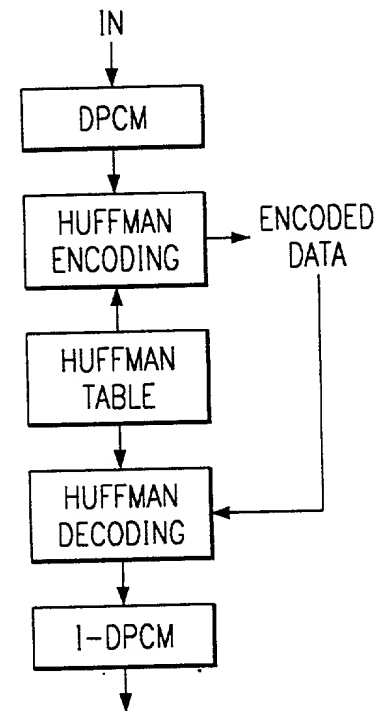 IN
DPCM
HUFFMAN
ENCODING
ENCODED
DATA
HUFFMAN
TABLE
HUFFMAN
DECODING
I-DPCM